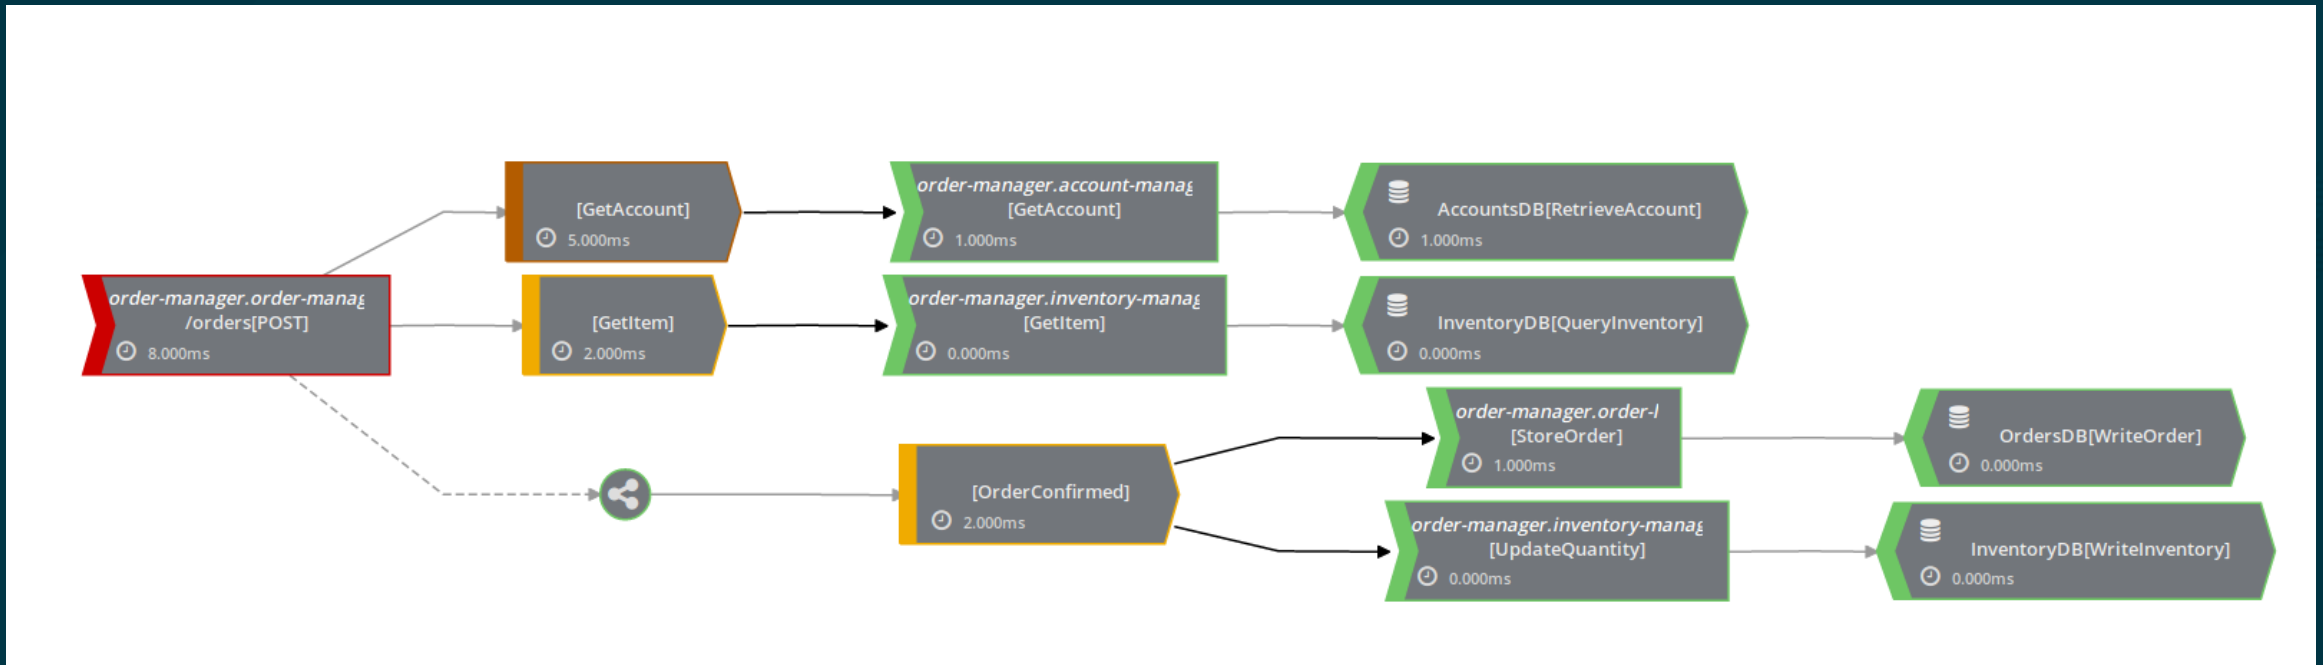 order-manager.account-manag
[GetAccount]
[GetAccount]
AccountsDB[RetrieveAccount]
5.000ms
1.000ms
1.000ms
order-manager.order-manag
/orders[POST]
8.000ms
[GetItem]
2.000ms
order-manager.inventory-manag
[GetItem]
0.000ms
InventoryDB[QueryInventory]
0.000ms
order-manager.order-l
[StoreOrder]
1.000ms
OrdersDB[WriteOrder]
0.000ms
[OrderConfirmed]
2.000ms
order-manager.inventory-manag
[UpdateQuantity]
0.000ms
InventoryDB[WriteInventory]
0.000ms